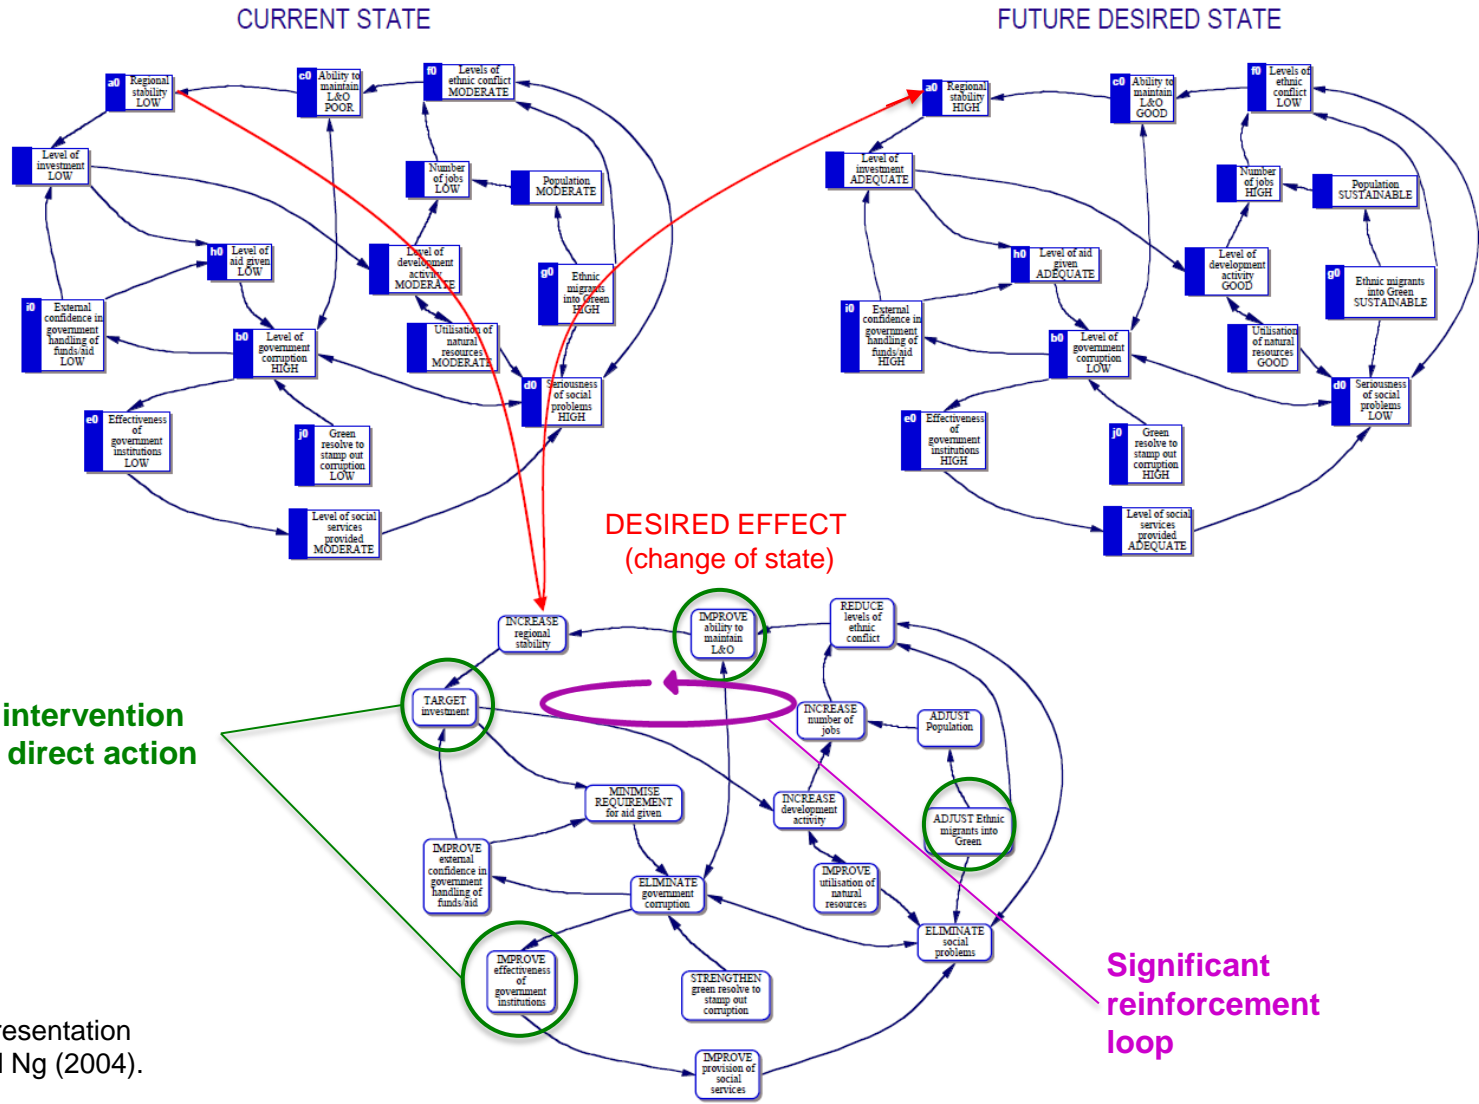 CURRENT STATE
FUTURE DESIRED STATE
a0 Regional
stability
LOW
c0 Ability to
maintain
L&O
POOR
f0 Levels of
ethnic conflict
MODERATE
Level of
investment
LOW
Number
of jobs
LOW
Population
MODERATE
h0 Level of
aid given
LOW
Level of
development
activity
MODERATE
g0 Ethnic
migrants
into Green
HIGH
i0 External
confidence in
government
handling of
funds/aid
LOW
b0 Level of
government
corruption
HIGH
Utilisation of
natural
resources
MODERATE
d0 Seriousness
of social
problems
HIGH
e0 Effectiveness
of
government
institutions
LOW
j0 Green
resolve to
stamp out
corruption
LOW
Level of social
services
provided
MODERATE
a0 Regional
stability
HIGH
c0 Ability to
maintain
L&O
GOOD
f0 Levels of
ethnic
conflict
LOW
Level of
investment
ADEQUATE
Number
of jobs
HIGH
Population
SUSTAINABLE
h0 Level of aid
given
ADEQUATE
Level of
development
activity
GOOD
g0 Ethnic migrants
into Green
SUSTAINABLE
i0 External
confidence in
government
handling of
funds/aid
HIGH
b0 Level of
government
corruption
LOW
Utilisation
of natural
resources
GOOD
d0 Seriousness
of social
problems
LOW
e0 Effectiveness
of
government
institutions
HIGH
j0 Green
resolve to
stamp out
corruption
HIGH
Level of social
services
provided
ADEQUATE
DESIRED EFFECT
(change of state)
INCREASE
regional
stability
IMPROVE
ability to
maintain
L&O
REDUCE
levels of
ethnic
conflict
TARGET
investment
INCREASE
number of
jobs
ADJUST
Population
MINIMISE
REQUIREMENT
for aid given
INCREASE
development
activity
ADJUST Ethnic
migrants into
Green
IMPROVE
external
confidence in
government
handling of
funds/aid
ELIMINATE
government
corruption
IMPROVE
utilisation of
natural
resources
ELIMINATE
social
problems
IMPROVE
effectiveness
of
government
institutions
STRENGTHEN
green resolve to
stamp out
corruption
IMPROVE
provision of
social
services
intervention
direct action
Significant
reinforcement
loop
resentation
Ng (2004).